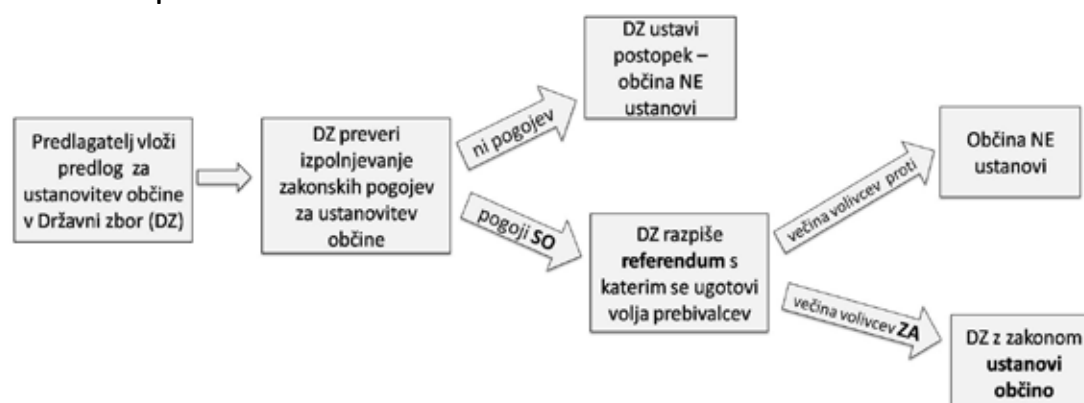 Predlagatelj vloži
predlog za
ustanovitev občine
v Državni zbor (DZ)
DZ preveri
izpolnjevanje
zakonskih pogojev
za ustanovitev
občine
ni pogojev
DZ ustavi
postopek –
občina NE
ustanovi
pogoji SO
DZ razpiše
referendum s
katerim se ugotovi
volja prebivalcev
večina volivcev proti
Občina NE
ustanovi
večina volivcev ZA
DZ z zakonom
ustanovi
občino